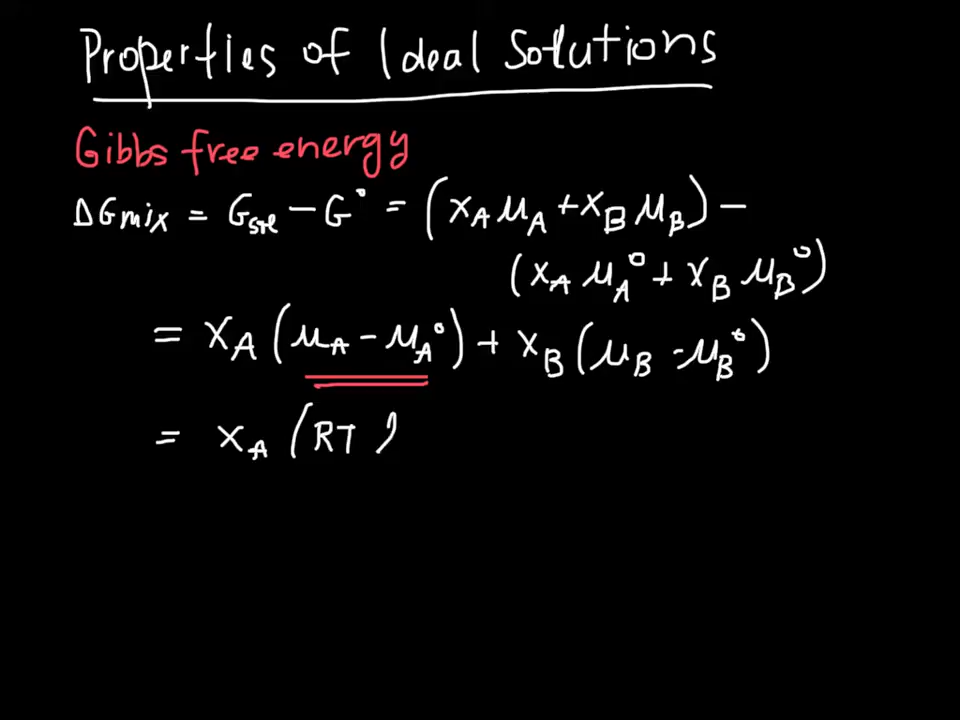 Properties of Ideal Solutions
Gibbs free energy
ΔGmix = Gsol − G° = (xA μA + xB μB) −
(xA μA° + xB μB°)
= xA (μA − μA°) + xB (μB − μB°)
= xA (RT )